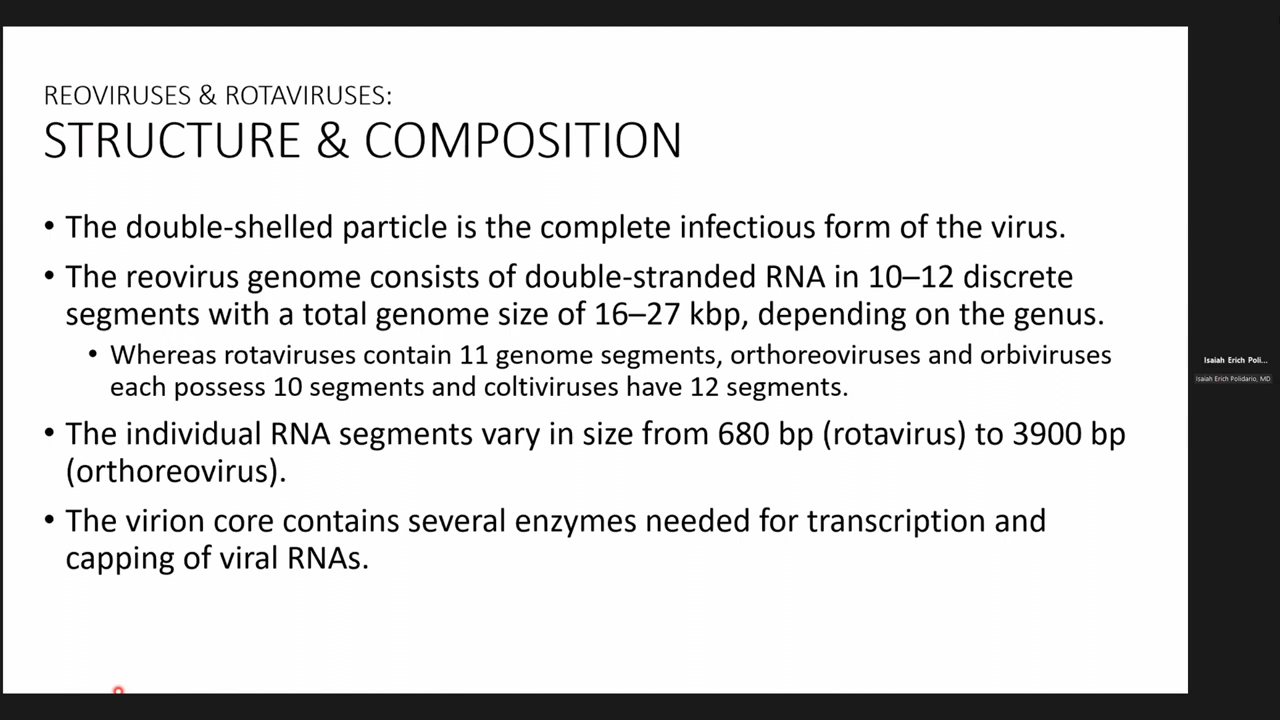 REOVIRUSES & ROTAVIRUSES:
STRUCTURE & COMPOSITION
• The double-shelled particle is the complete infectious form of the virus.
• The reovirus genome consists of double-stranded RNA in 10–12 discrete
segments with a total genome size of 16–27 kbp, depending on the genus.
• Whereas rotaviruses contain 11 genome segments, orthoreoviruses and orbiviruses
each possess 10 segments and coltiviruses have 12 segments.
• The individual RNA segments vary in size from 680 bp (rotavirus) to 3900 bp
(orthoreovirus).
• The virion core contains several enzymes needed for transcription and
capping of viral RNAs.
Isaiah Erich Poli...
Isaiah Erich Polidario, MD